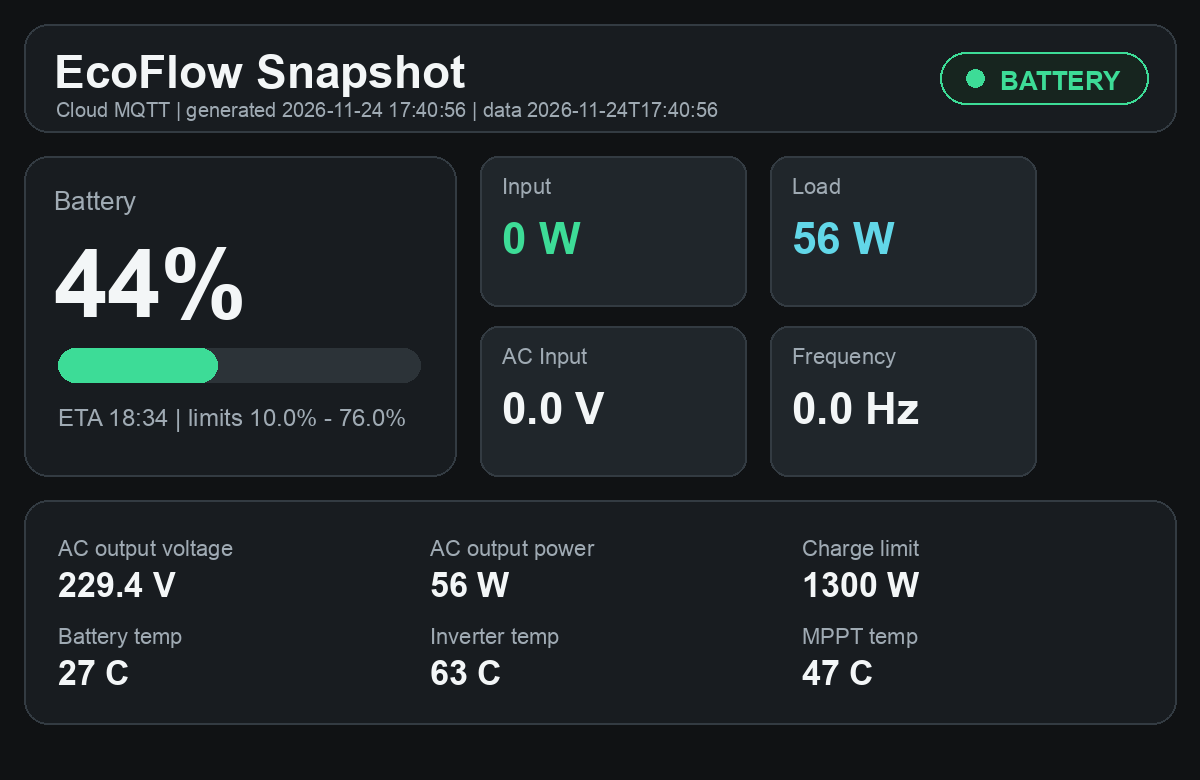 EcoFlow Snapshot
Cloud MQTT | generated 2026-11-24 17:40:56 | data 2026-11-24T17:40:56
BATTERY
Battery
44%
ETA 18:34 | limits 10.0% - 76.0%
Input
0 W
Load
56 W
AC Input
0.0 V
Frequency
0.0 Hz
AC output voltage
229.4 V
AC output power
56 W
Charge limit
1300 W
Battery temp
27 C
Inverter temp
63 C
MPPT temp
47 C